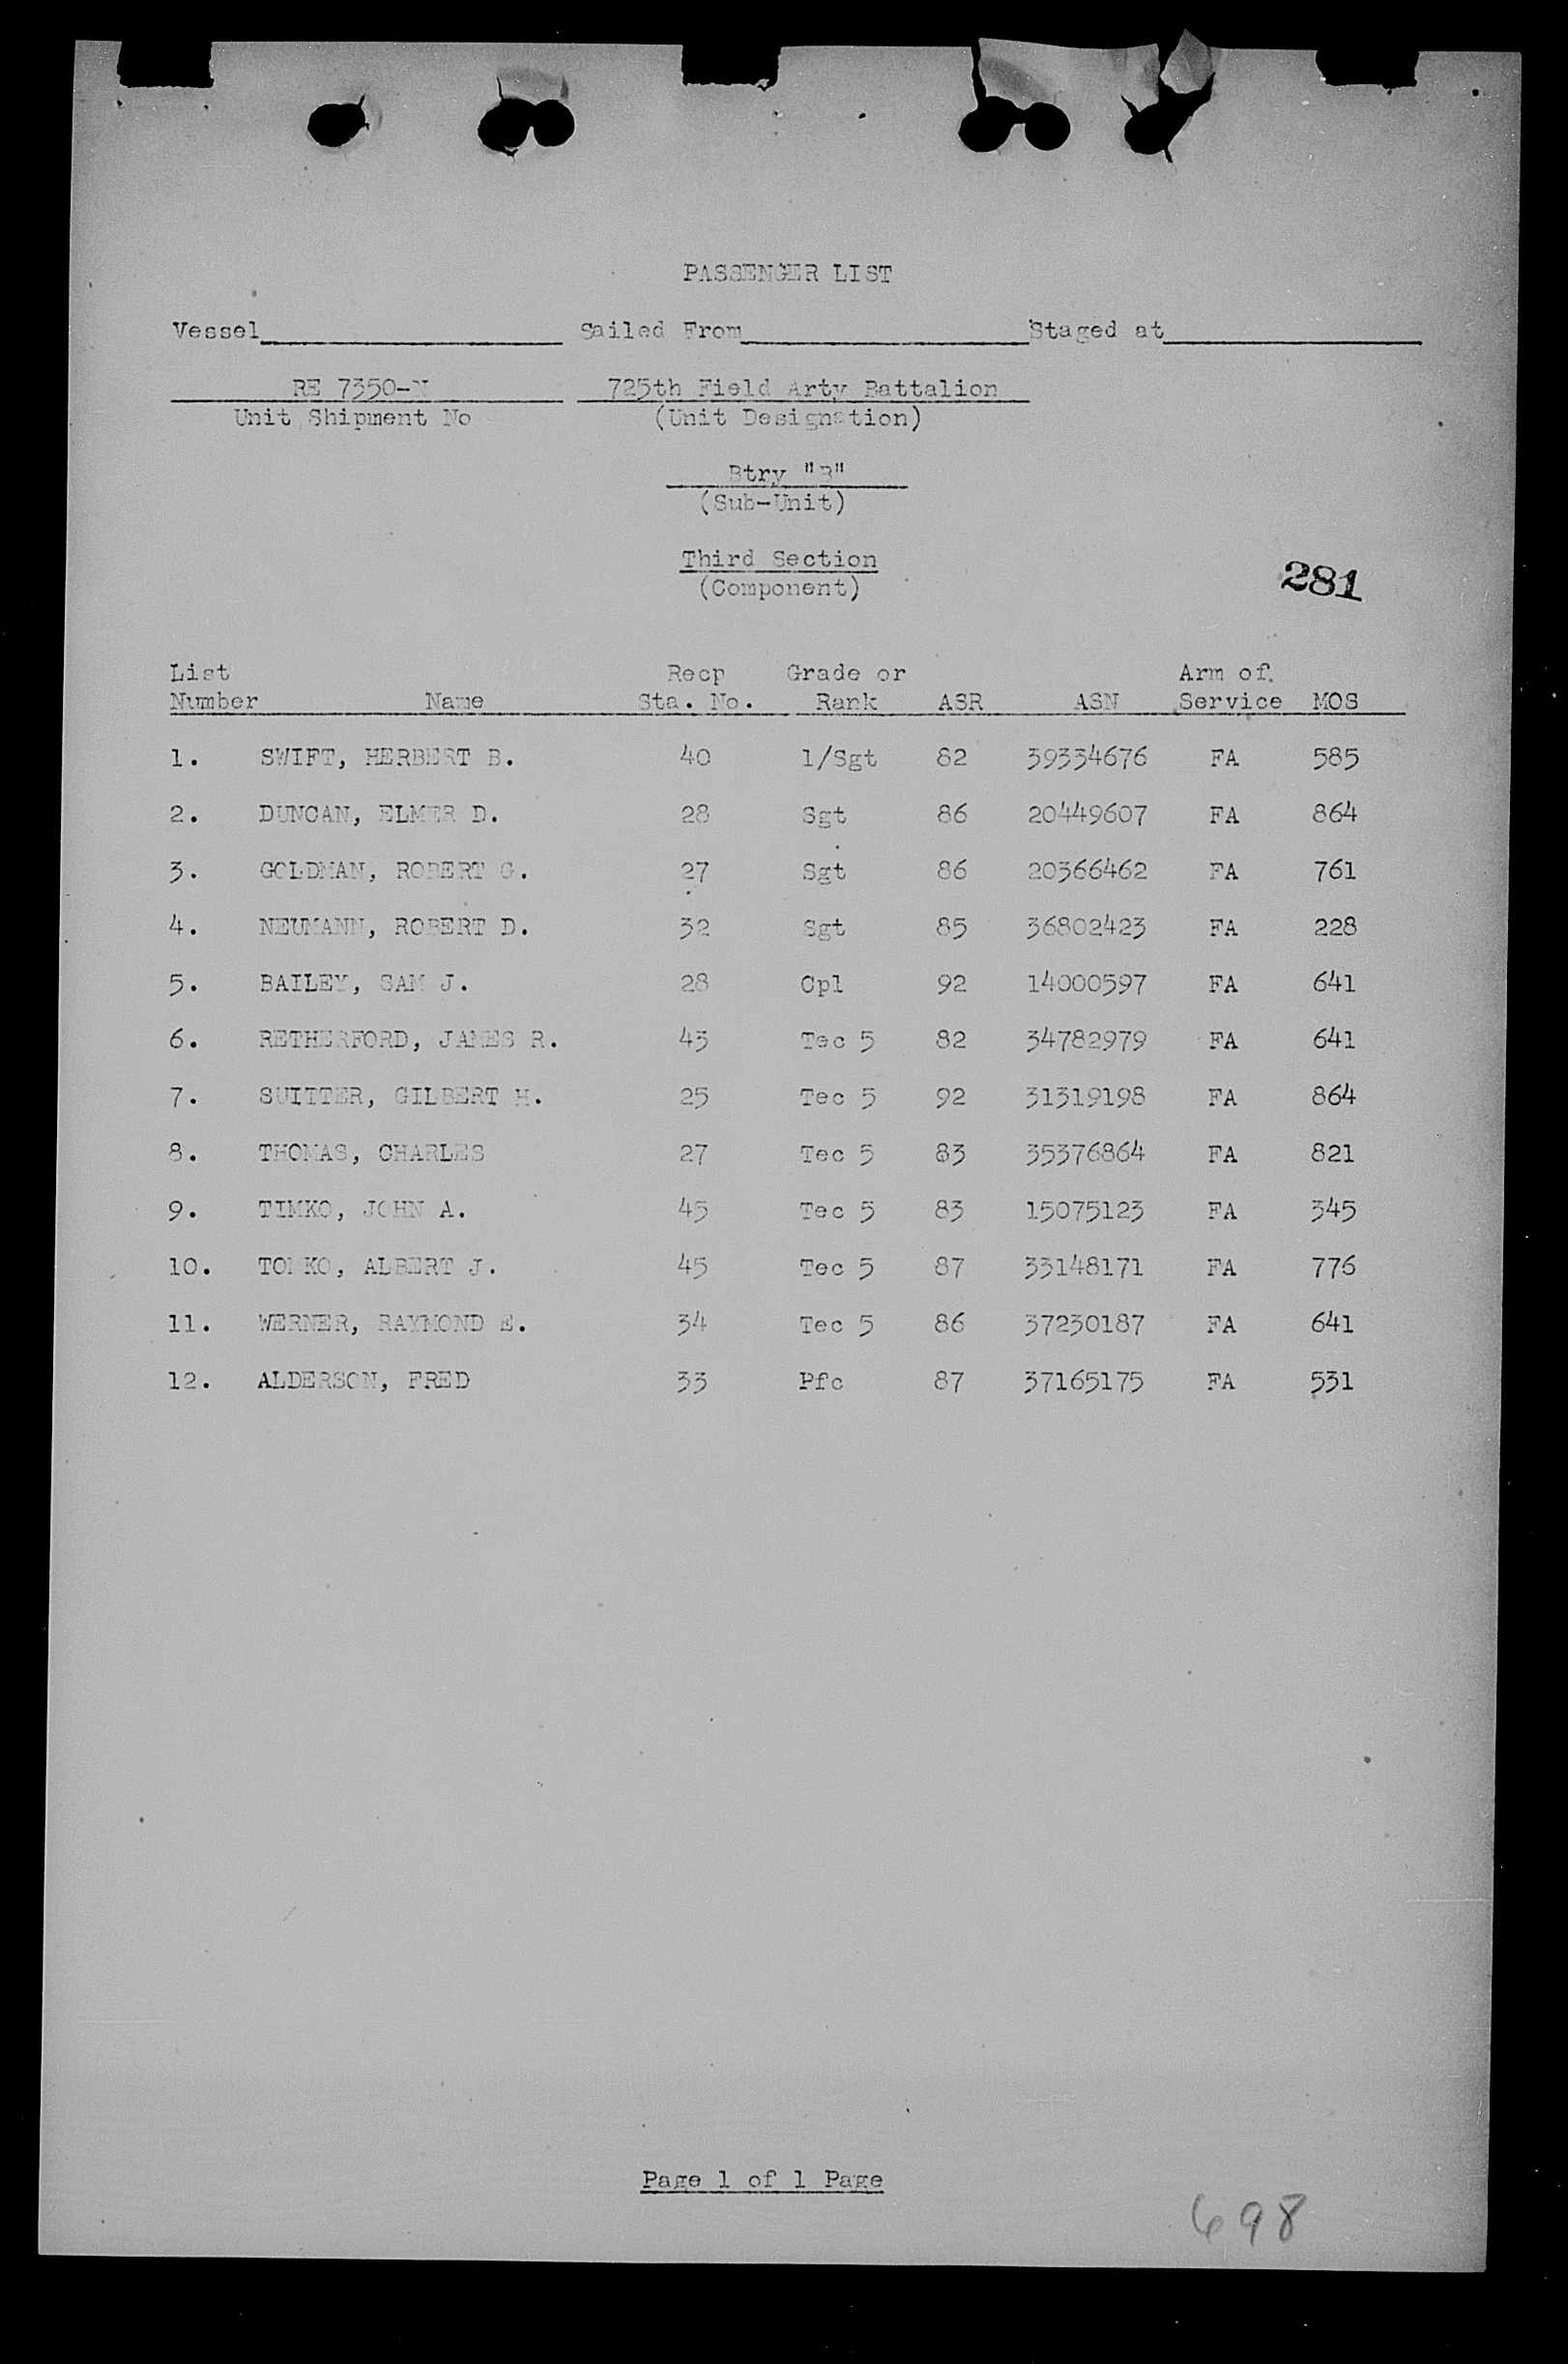 PASSENGER LIST
Vessel Sailed From Staged at
RE 7350- 725th Field Arty Battalion
Unit Shipment No (Unit Designation)
Btry "B"
(Sub-Unit)
Third Section
(Component)
281
List Recp Grade or Arm of
Number Name Sta. No. Rank ASR ASN Service MOS
1. SWIFT, HERBERT B. 40 1/Sgt 82 39334676 FA 585
2. DUNCAN, ELMER D. 28 Sgt 86 20449607 FA 864
3. GOLDMAN, ROBERT G. 27 Sgt 86 20366462 FA 761
4. NEUMANN, ROBERT D. 32 Sgt 85 36802423 FA 228
5. BAILEY, SAM J. 28 Cpl 92 14000597 FA 641
6. RETHERFORD, JAMES R. 43 Tec 5 82 34782979 FA 641
7. SUITTER, GILBERT H. 25 Tec 5 92 31319198 FA 864
8. THOMAS, CHARLES 27 Tec 5 83 35376864 FA 821
9. TIMKO, JOHN A. 45 Tec 5 83 15075123 FA 345
10. ALBERT J. 45 Tec 5 87 33148171 FA 776
11. WERNER, RAYMOND E. 34 Tec 5 86 37230187 FA 641
12. ALDERSON, FRED 33 Pfc 87 37165175 FA 531
Page 1 of 1 Page
698